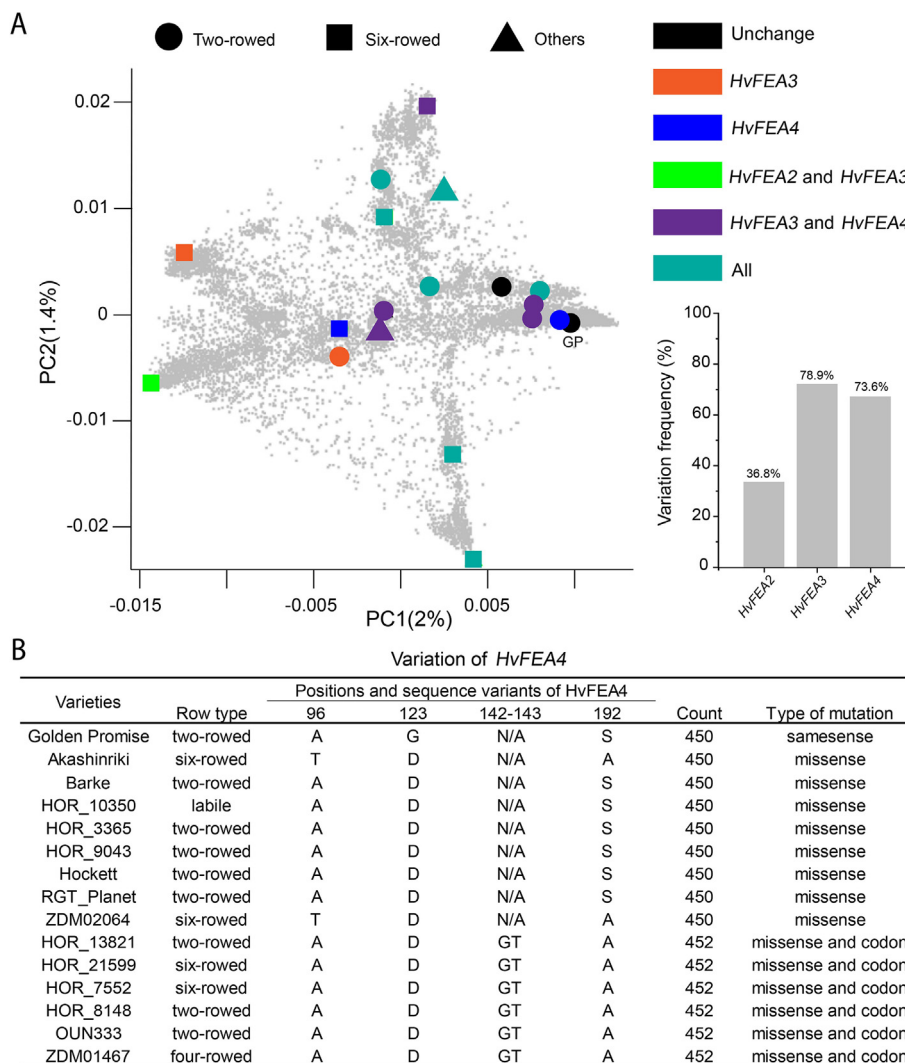 A
Two-rowed
Six-rowed
Others
Unchange
HvFEA3
HvFEA4
HvFEA2 and HvFEA3
HvFEA3 and HvFEA4
All
PC2(1.4%)
0.02
0.01
0
-0.01
-0.02
GP
-0.015
-0.005
0.005
PC1(2%)
Variation frequency (%)
100
80
60
40
20
0
36.8%
78.9%
73.6%
HvFEA2
HvFEA3
HvFEA4
B
Variation of HvFEA4
Varieties Row type Positions and sequence variants of HvFEA4 Count Type of mutation
96 123 142-143 192
Golden Promise two-rowed A G N/A S 450 samesense
Akashinriki six-rowed T D N/A A 450 missense
Barke two-rowed A D N/A S 450 missense
HOR_10350 labile A D N/A S 450 missense
HOR_3365 two-rowed A D N/A S 450 missense
HOR_9043 two-rowed A D N/A S 450 missense
Hockett two-rowed A D N/A S 450 missense
RGT_Planet two-rowed A D N/A S 450 missense
ZDM02064 six-rowed T D N/A A 450 missense
HOR_13821 two-rowed A D GT A 452 missense and codon
HOR_21599 six-rowed A D GT A 452 missense and codon
HOR_7552 six-rowed A D GT A 452 missense and codon
HOR_8148 two-rowed A D GT A 452 missense and codon
OUN333 two-rowed A D GT A 452 missense and codon
ZDM01467 four-rowed A D GT A 452 missense and codon